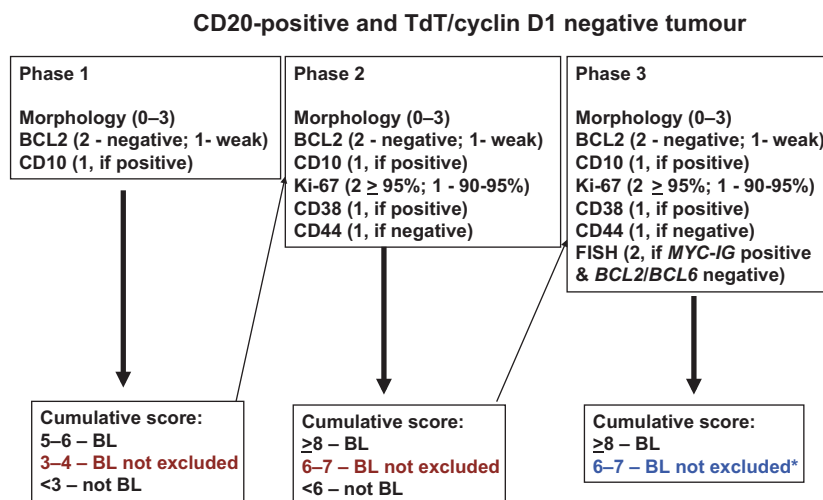 CD20-positive and TdT/cyclin D1 negative tumour
Phase 1
Morphology (0–3)
BCL2 (2 - negative; 1- weak)
CD10 (1, if positive)
Cumulative score:
5–6 – BL
3–4 – BL not excluded
<3 – not BL
Phase 2
Morphology (0–3)
BCL2 (2 - negative; 1- weak)
CD10 (1, if positive)
Ki-67 (2 ≥ 95%; 1 - 90-95%)
CD38 (1, if positive)
CD44 (1, if negative)
Cumulative score:
≥8 – BL
6–7 – BL not excluded
<6 – not BL
Phase 3
Morphology (0–3)
BCL2 (2 - negative; 1- weak)
CD10 (1, if positive)
Ki-67 (2 ≥ 95%; 1 - 90-95%)
CD38 (1, if positive)
CD44 (1, if negative)
FISH (2, if MYC-IG positive
& BCL2/BCL6 negative)
Cumulative score:
≥8 – BL
6–7 – BL not excluded*